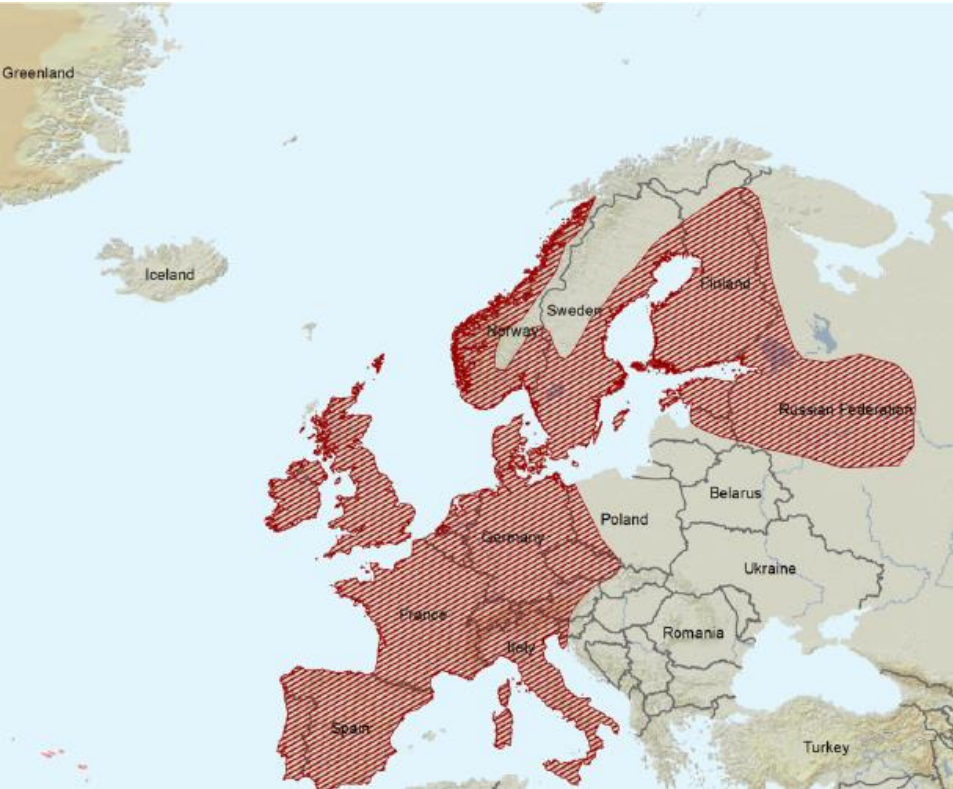 Greenland
Iceland
Finland
Sweden
Norway
Russian Federation
Belarus
Poland
Germany
Ukraine
France
Romania
Italy
Spain
Turkey